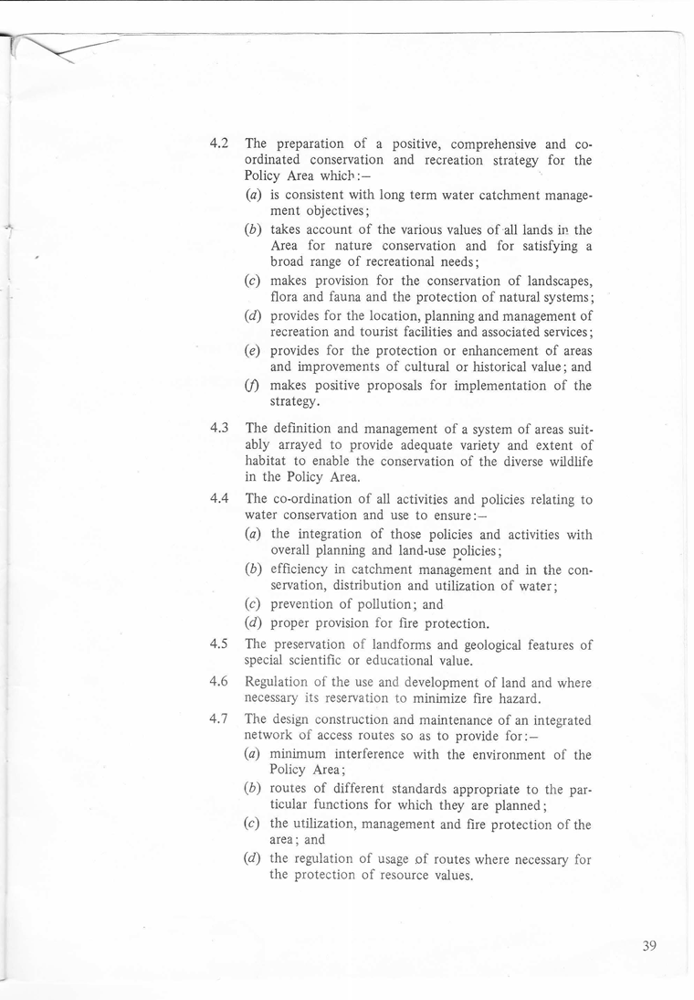 4.2 The preparation of a positive, comprehensive and co-
ordinated conservation and recreation strategy for the
Policy Area which:—
(a) is consistent with long term water catchment manage-
ment objectives;
(b) takes account of the various values of all lands in the
Area for nature conservation and for satisfying a
broad range of recreational needs;
(c) makes provision for the conservation of landscapes,
flora and fauna and the protection of natural systems;
(d) provides for the location, planning and management of
recreation and tourist facilities and associated services;
(e) provides for the protection or enhancement of areas
and improvements of cultural or historical value; and
(f) makes positive proposals for implementation of the
strategy.
4.3 The definition and management of a system of areas suit-
ably arrayed to provide adequate variety and extent of
habitat to enable the conservation of the diverse wildlife
in the Policy Area.
4.4 The co-ordination of all activities and policies relating to
water conservation and use to ensure:—
(a) the integration of those policies and activities with
overall planning and land-use policies;
(b) efficiency in catchment management and in the con-
servation, distribution and utilization of water;
(c) prevention of pollution; and
(d) proper provision for fire protection.
4.5 The preservation of landforms and geological features of
special scientific or educational value.
4.6 Regulation of the use and development of land and where
necessary its reservation to minimize fire hazard.
4.7 The design construction and maintenance of an integrated
network of access routes so as to provide for:—
(a) minimum interference with the environment of the
Policy Area;
(b) routes of different standards appropriate to the par-
ticular functions for which they are planned;
(c) the utilization, management and fire protection of the
area; and
(d) the regulation of usage of routes where necessary for
the protection of resource values.
39